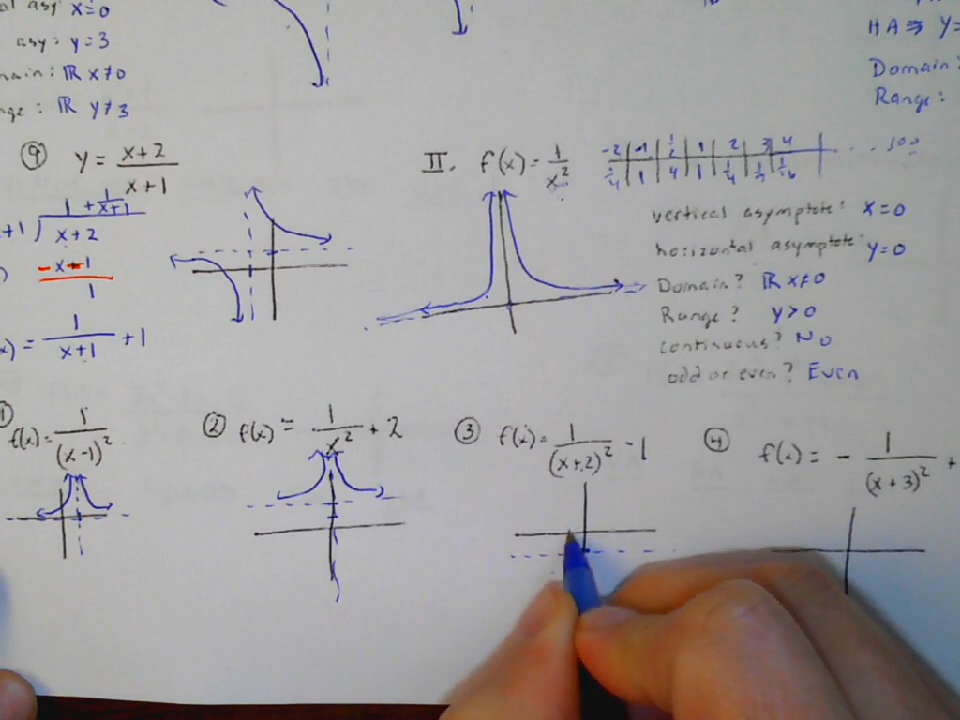 x=0
asy: y=3
ℝ x≠0
ℝ y≠3
HA ⇒ y=
Domain:
Range:
⑨ y = (x+2)/(x+1)
1 + 1/(x+1)
+1 ) x+2
-x-1
1
) = 1/(x+1) + 1
II. f(x) = 1/x²
-2 -1 1/2 1 2 3 4 ... 100
1/4 1 4 1 1/4 1/9 1/16
vertical asymptote: x=0
horizontal asymptote: y=0
Domain? ℝ x≠0
Range? y>0
continuous? No
odd or even? Even
① f(x)= 1/(x-1)²
② f(x) = 1/x² + 2
③ f(x)= 1/(x+2)² - 1
④ f(x) = - 1/(x+3)² +